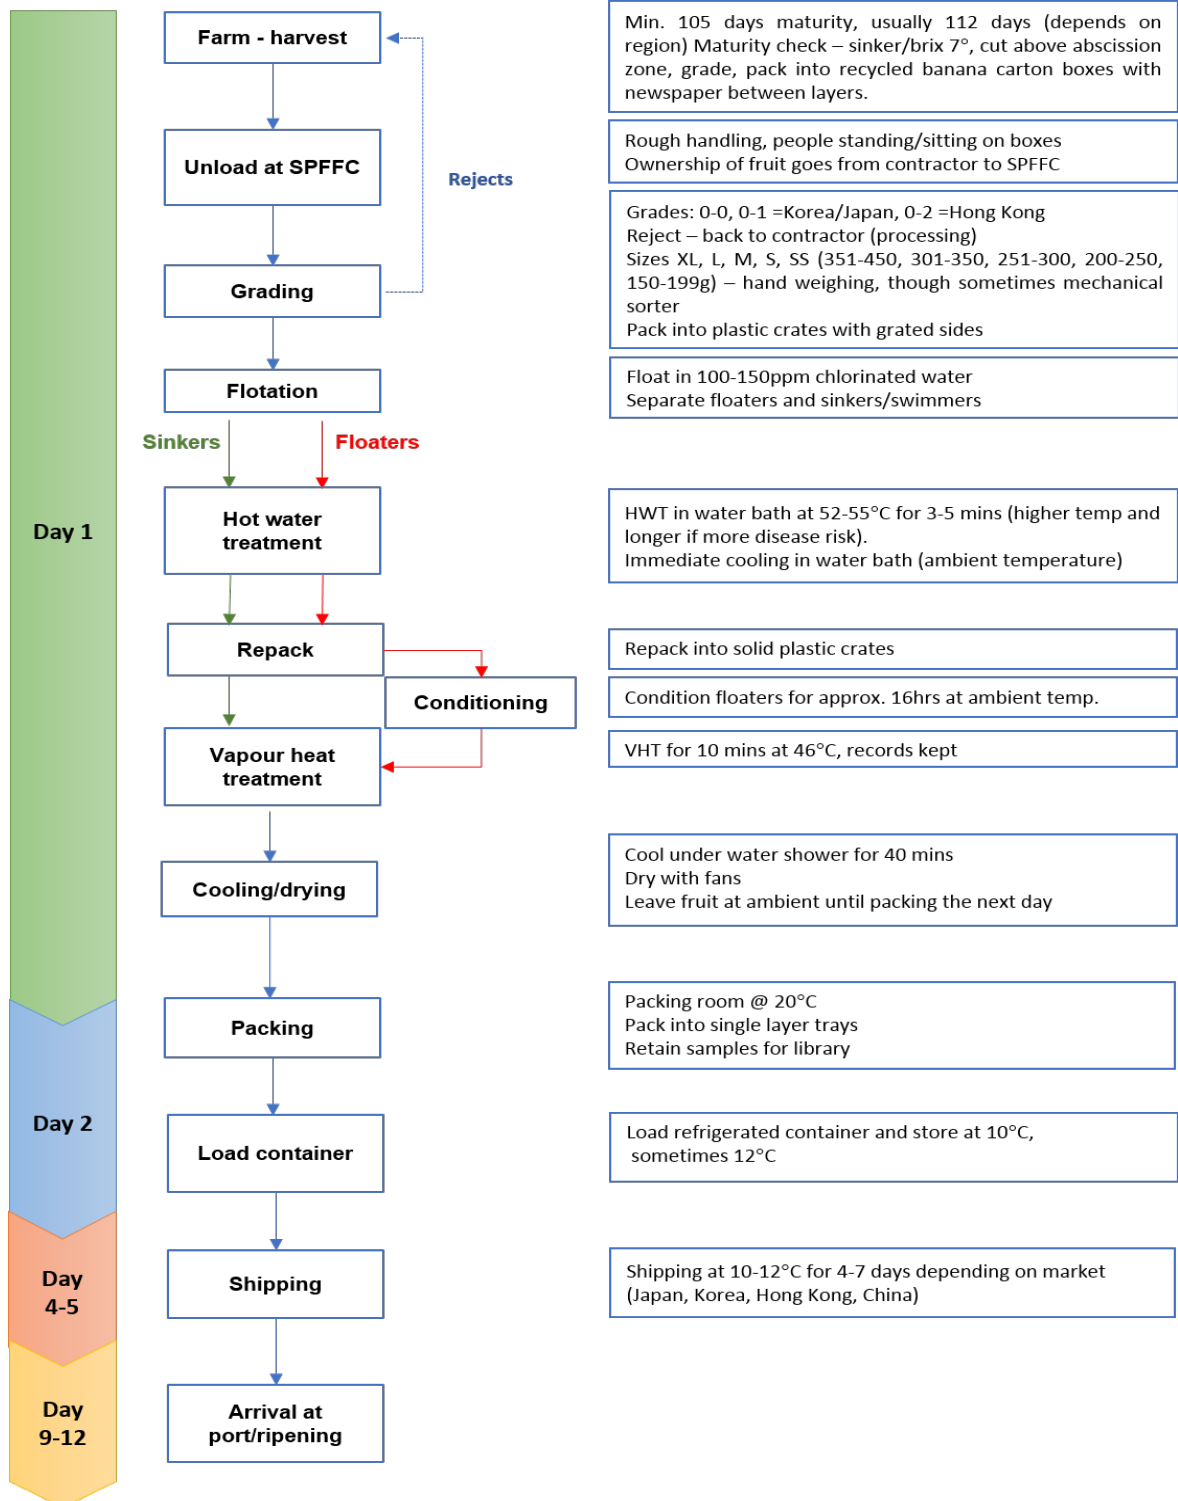 Farm - harvest
Min. 105 days maturity, usually 112 days (depends on
region) Maturity check – sinker/brix 7°, cut above abscission
zone, grade, pack into recycled banana carton boxes with
newspaper between layers.
Unload at SPFFC
Rejects
Rough handling, people standing/sitting on boxes
Ownership of fruit goes from contractor to SPFFC
Grading
Grades: 0-0, 0-1 =Korea/Japan, 0-2 =Hong Kong
Reject – back to contractor (processing)
Sizes XL, L, M, S, SS (351-450, 301-350, 251-300, 200-250,
150-199g) – hand weighing, though sometimes mechanical
sorter
Pack into plastic crates with grated sides
Flotation
Float in 100-150ppm chlorinated water
Separate floaters and sinkers/swimmers
Sinkers
Floaters
Day 1
Hot water
treatment
HWT in water bath at 52-55°C for 3-5 mins (higher temp and
longer if more disease risk).
Immediate cooling in water bath (ambient temperature)
Repack
Repack into solid plastic crates
Conditioning
Condition floaters for approx. 16hrs at ambient temp.
Vapour heat
treatment
VHT for 10 mins at 46°C, records kept
Cooling/drying
Cool under water shower for 40 mins
Dry with fans
Leave fruit at ambient until packing the next day
Packing
Packing room @ 20°C
Pack into single layer trays
Retain samples for library
Day 2
Load container
Load refrigerated container and store at 10°C,
sometimes 12°C
Day
4-5
Shipping
Shipping at 10-12°C for 4-7 days depending on market
(Japan, Korea, Hong Kong, China)
Day
9-12
Arrival at
port/ripening